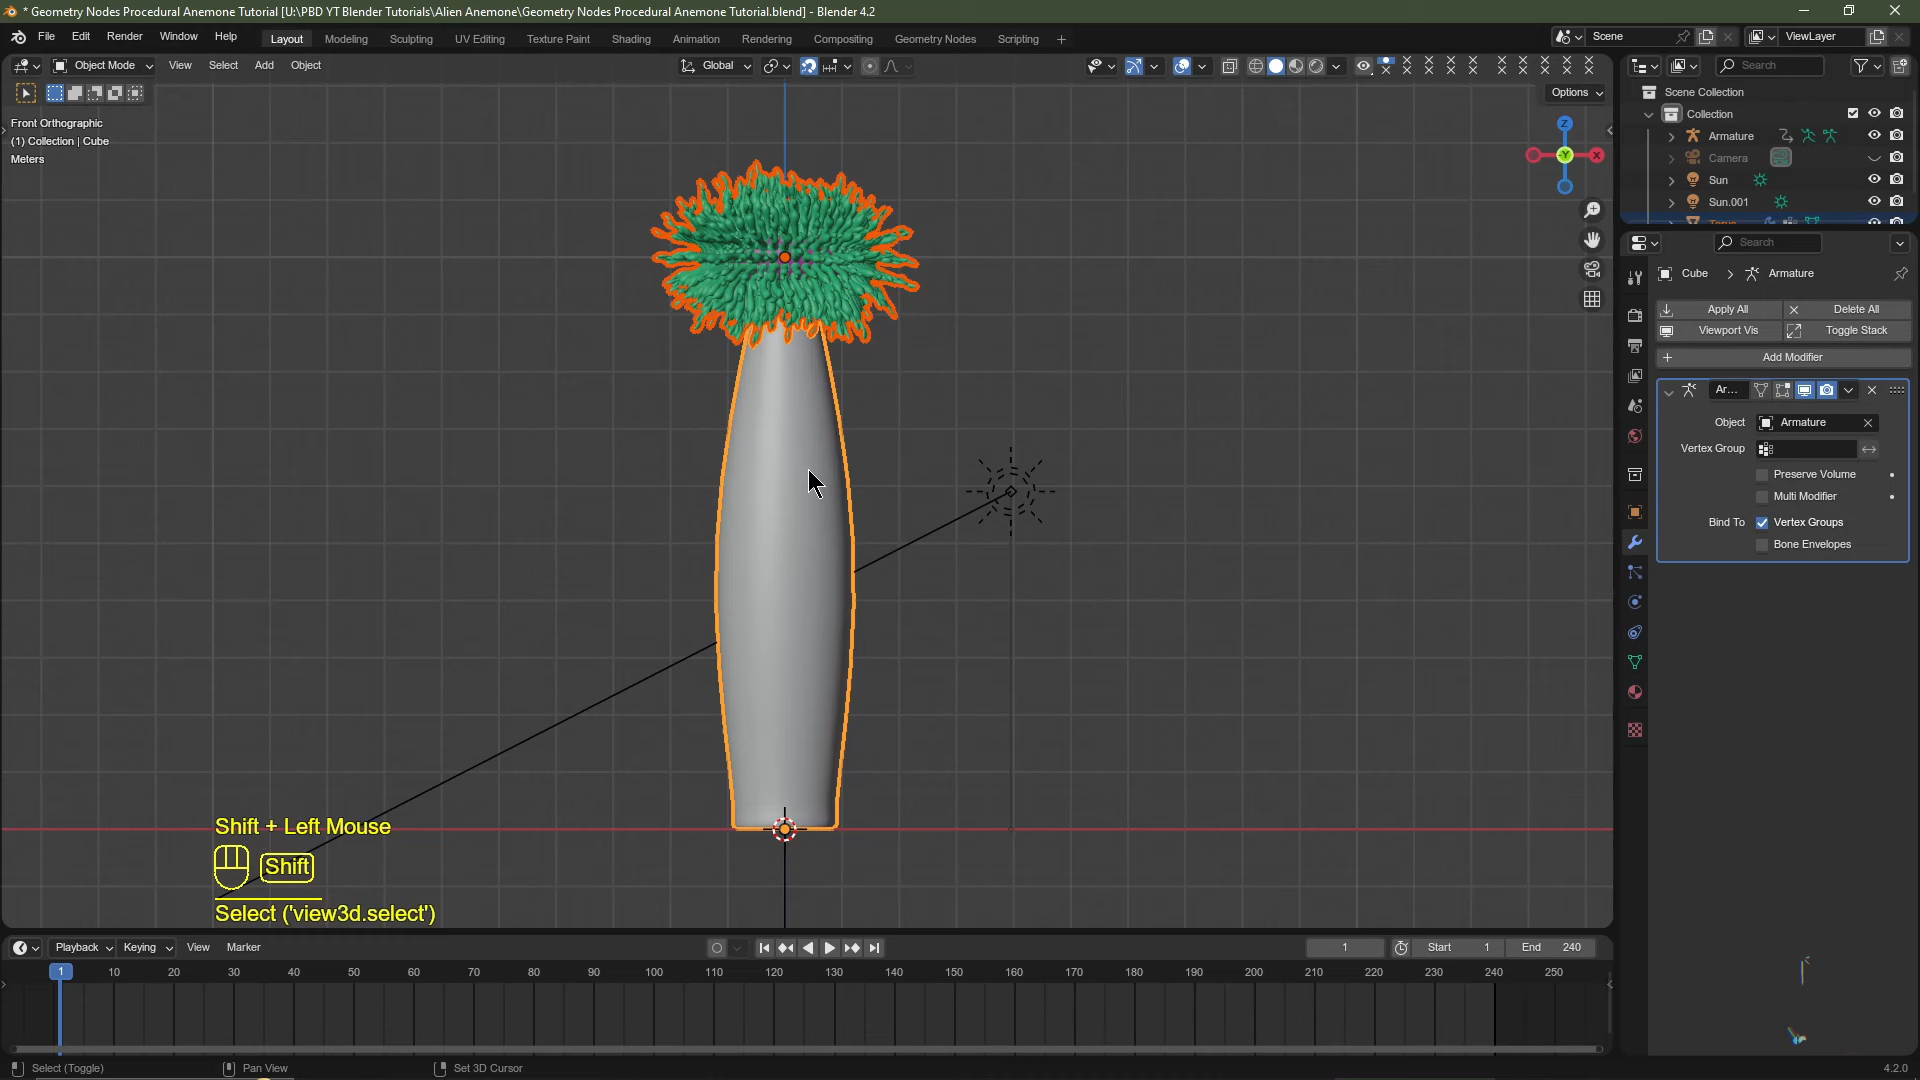 * Geometry Nodes Procedural Anemone Tutorial [U:\PBD YT Blender Tutorials\Alien Anemone\Geometry Nodes Procedural Anemone Tutorial.blend] - Blender 4.2
File Edit Render Window Help
Layout Modeling Sculpting UV Editing Texture Paint Shading Animation Rendering Compositing Geometry Nodes Scripting
Scene ViewLayer
Object Mode View Select Add Object
Global
Search
Options
Scene Collection
Collection
Armature
Camera
Sun
Sun.001
Front Orthographic
(1) Collection | Cube
Meters
Z
Y
X
Search
Cube Armature
Apply All Delete All
Viewport Vis Toggle Stack
Add Modifier
Ar...
Object Armature
Vertex Group
Preserve Volume
Multi Modifier
Bind To Vertex Groups
Bone Envelopes
Shift + Left Mouse
Shift
Select ('view3d.select')
Playback Keying View Marker
1 Start 1 End 240
1 10 20 30 40 50 60 70 80 90 100 110 120 130 140 150 160 170 180 190 200 210 220 230 240 250
Select (Toggle) Pan View Set 3D Cursor
4.2.0